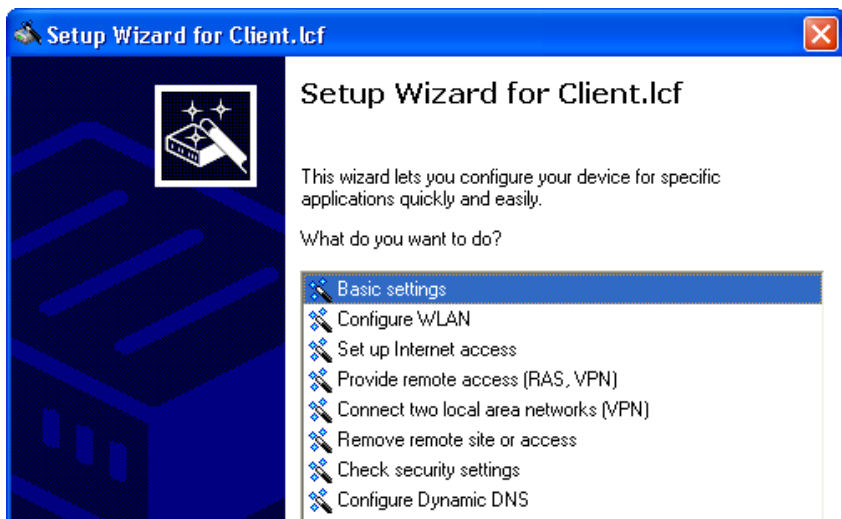 Setup Wizard for Client.lcf
Setup Wizard for Client.lcf
This wizard lets you configure your device for specific
applications quickly and easily.
What do you want to do?
Basic settings
Configure WLAN
Set up Internet access
Provide remote access (RAS, VPN)
Connect two local area networks (VPN)
Remove remote site or access
Check security settings
Configure Dynamic DNS